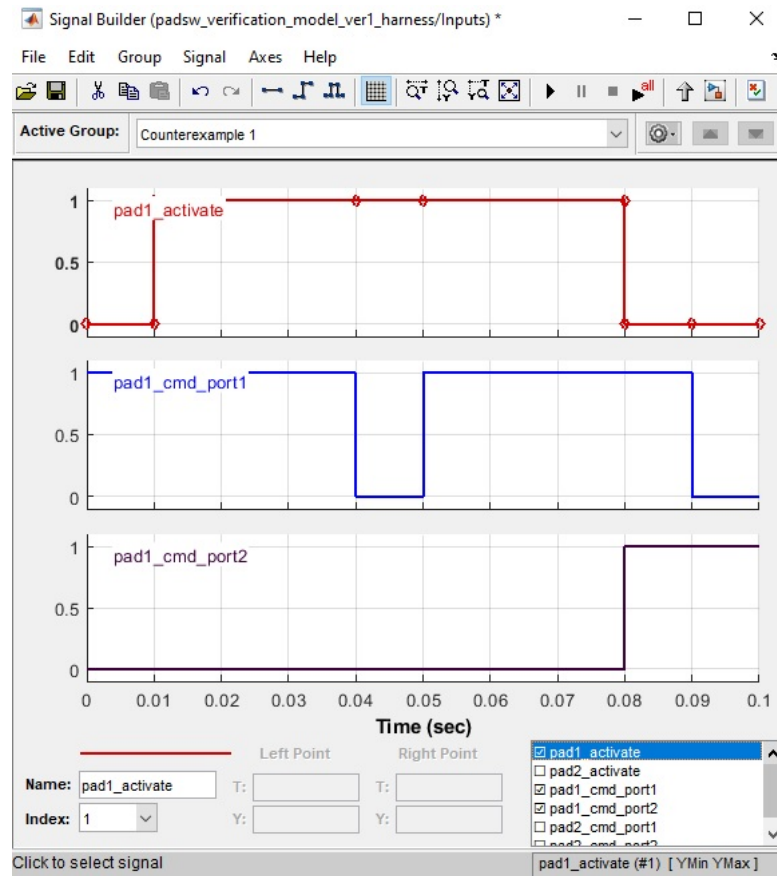 Signal Builder (padsw_verification_model_ver1_harness/Inputs) *
File Edit Group Signal Axes Help
all
Active Group: Counterexample 1
1
pad1_activate
0.5
0
1
pad1_cmd_port1
0.5
0
1
pad1_cmd_port2
0.5
0
0 0.01 0.02 0.03 0.04 0.05 0.06 0.07 0.08 0.09 0.1
Time (sec)
Left Point Right Point
Name: pad1_activate T: T:
Index: 1 Y: Y:
pad1_activate
pad2_activate
pad1_cmd_port1
pad1_cmd_port2
pad2_cmd_port1
pad2_cmd_port2
Click to select signal
pad1_activate (#1) [ YMin YMax ]